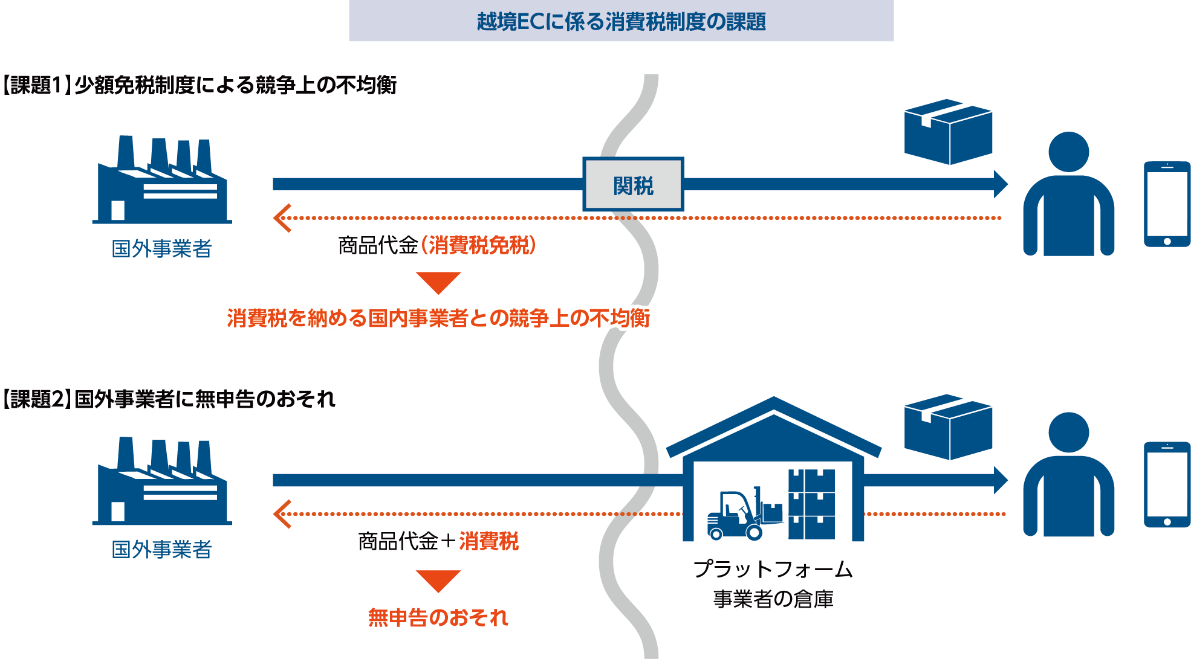 越境ECに係る消費税制度の課題
【課題1】少額免税制度による競争上の不均衡
関税
国外事業者
商品代金(消費税免税)
消費税を納める国内事業者との競争上の不均衡
【課題2】国外事業者に無申告のおそれ
国外事業者
商品代金＋消費税
無申告のおそれ
プラットフォーム
事業者の倉庫